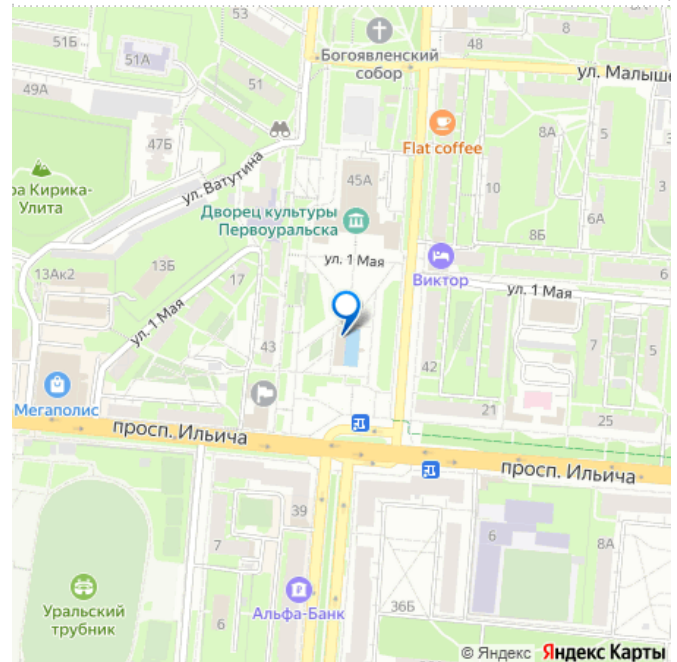 53
51Б
51А
48
8
Богоявленский
собор
ул. Малыше
49А
51
Flat coffee
8А
5
47Б
ул. Ватутина
45А
10
3
ра Кирика-
Улита
Дворец культуры
Первоуральска
6А
8Б
ул. 1 Мая
6
13Ак2
13Б
17
Виктор
ул. 1 Мая
ул. 1 Мая
43
42
7
5
Мегаполис
21
25
просп. Ильича
просп. Ильича
39
7
6
8А
Уральский
трубник
Альфа-Банк
36Б
6
© Яндекс Яндекс Карты